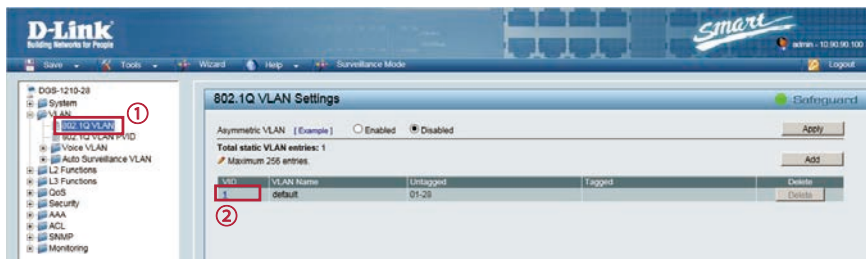 D-Link
Building Networks for People
smart
admin - 10.90.90.100
Save Tools Wizard Help Surveillance Mode Logout
DGS-1210-28
System
VLAN
①
802.1Q VLAN
802.1Q VLAN PVID
Voice VLAN
Auto Surveillance VLAN
L2 Functions
L3 Functions
QoS
Security
AAA
ACL
SNMP
Monitoring
802.1Q VLAN Settings Safeguard
Asymmetric VLAN [ Example ] Enabled Disabled Apply
Total static VLAN entries: 1
Maximum 256 entries. Add
VID VLAN Name Untagged Tagged Delete
1 default 01-28 Delete
②